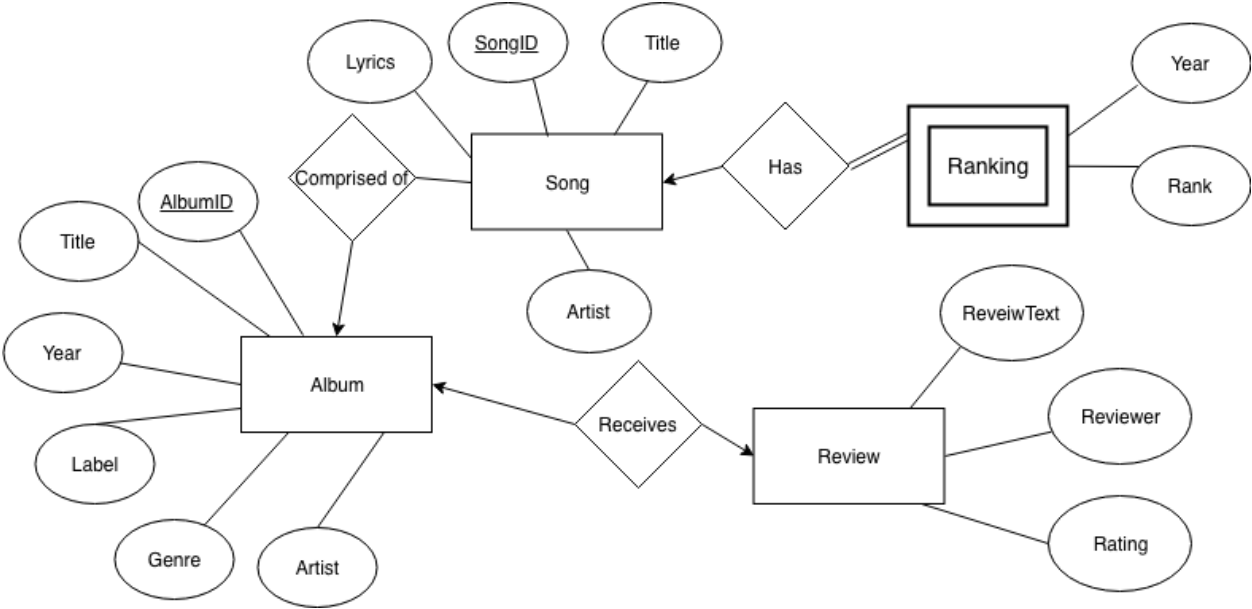 SongID
Title
Lyrics
Year
Comprised of
Song
Has
Ranking
Rank
AlbumID
Title
Artist
ReveiwText
Year
Album
Receives
Reviewer
Label
Review
Genre
Artist
Rating